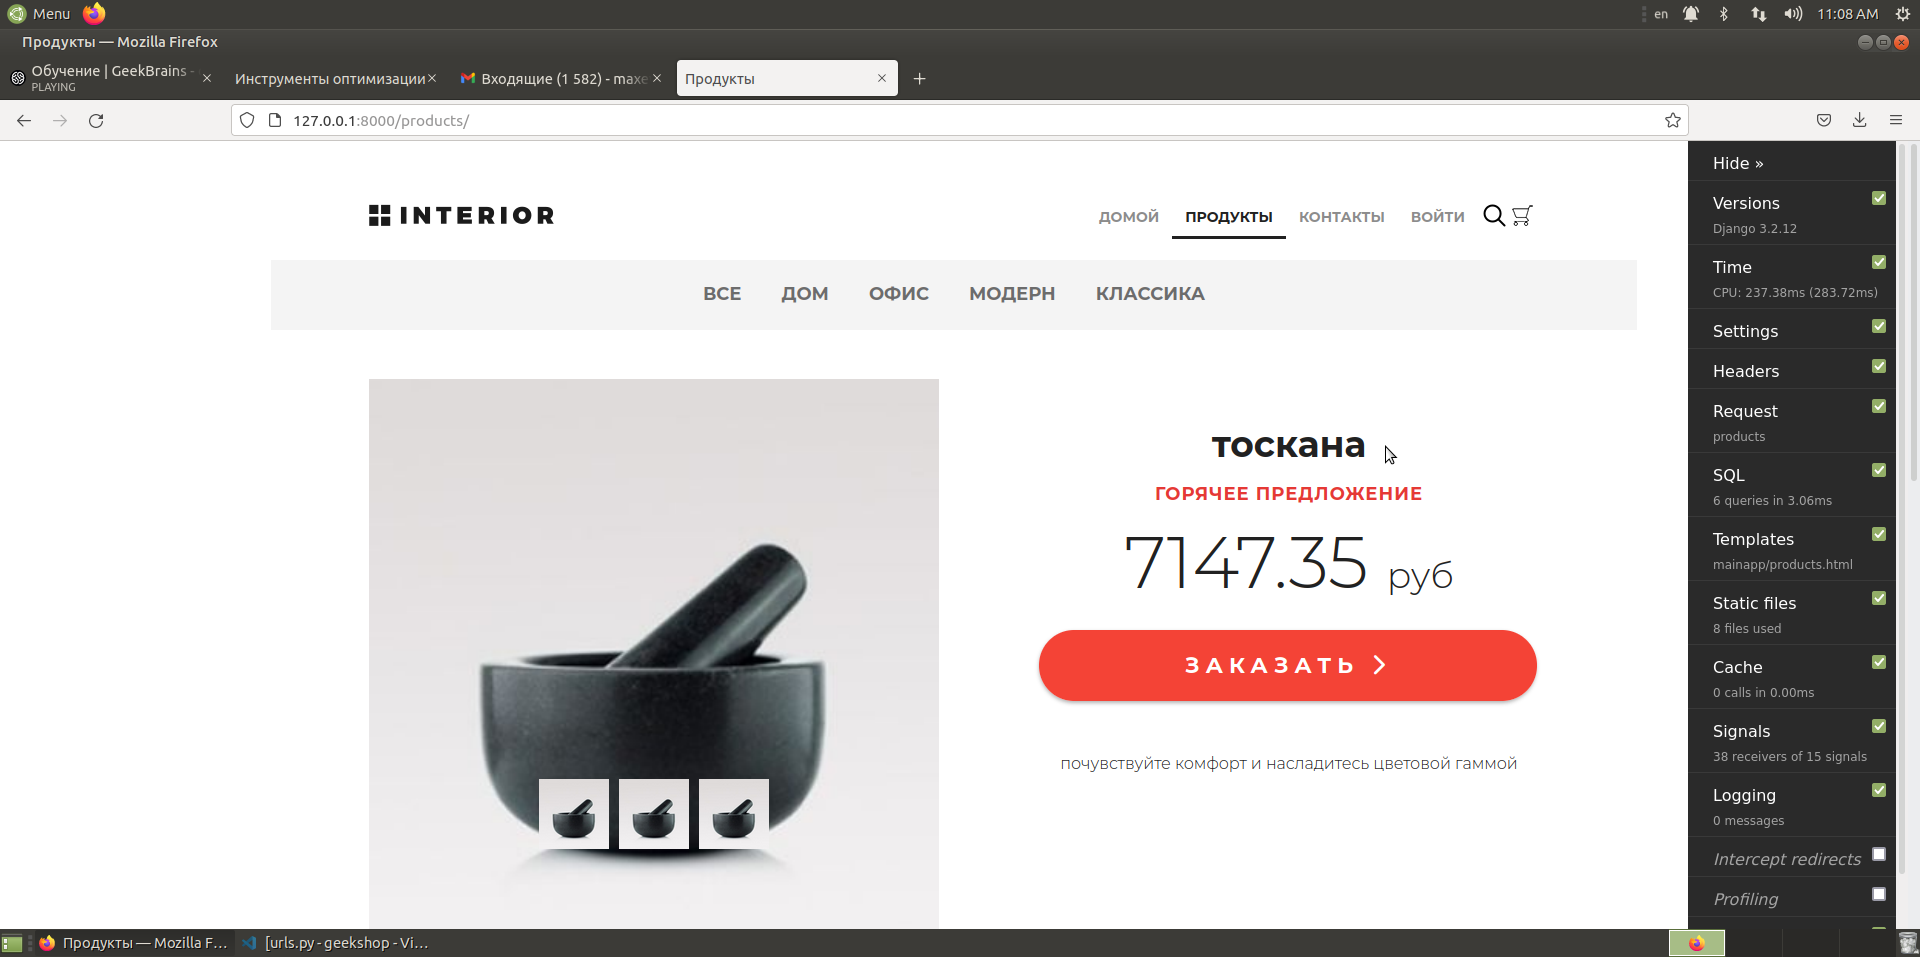 Menu
en
11:08 AM
Продукты — Mozilla Firefox
Обучение | GeekBrains -
PLAYING
Инструменты оптимизации
Входящие (1 582) - maxe
Продукты
127.0.0.1:8000/products/
INTERIOR
ДОМОЙ
ПРОДУКТЫ
КОНТАКТЫ
ВОЙТИ
ВСЕ
ДОМ
ОФИС
МОДЕРН
КЛАССИКА
тоскана
ГОРЯЧЕЕ ПРЕДЛОЖЕНИЕ
7147.35 руб
ЗАКАЗАТЬ
почувствуйте комфорт и насладитесь цветовой гаммой
Hide »
Versions
Django 3.2.12
Time
CPU: 237.38ms (283.72ms)
Settings
Headers
Request
products
SQL
6 queries in 3.06ms
Templates
mainapp/products.html
Static files
8 files used
Cache
0 calls in 0.00ms
Signals
38 receivers of 15 signals
Logging
0 messages
Intercept redirects
Profiling
Продукты — Mozilla F...
[urls.py - geekshop - Vi...